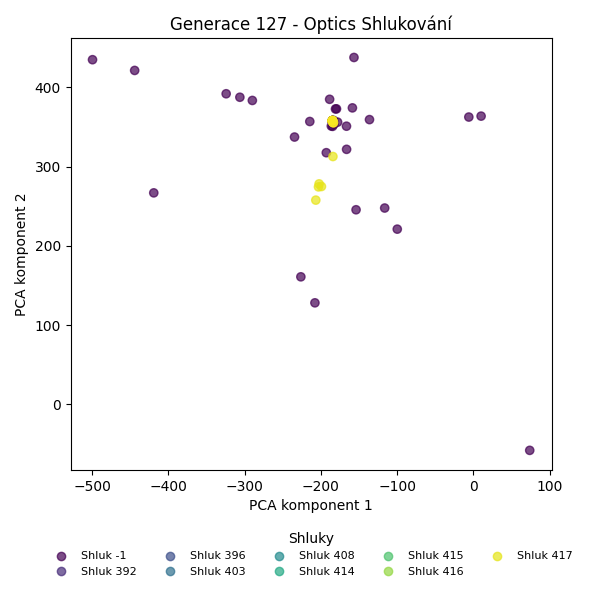 Generace 127 - Optics Shlukování
PCA komponent 2
400
300
200
100
0
−500 −400 −300 −200 −100 0 100
PCA komponent 1
Shluky
Shluk -1 Shluk 396 Shluk 408 Shluk 415 Shluk 417
Shluk 392 Shluk 403 Shluk 414 Shluk 416